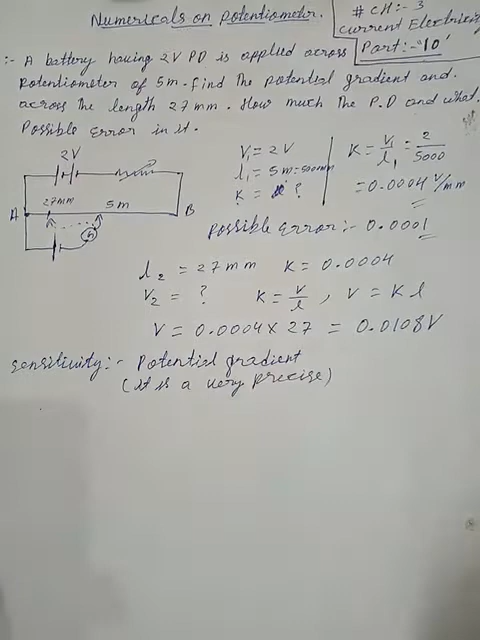 Numericals on Potentiometer.
# CH:- 3
Current Electricity
Part:- 10
:- A battery having 2V PD is applied across
Potentiometer of 5m. find the potential gradient and.
across the length 27mm. How much the P.D and what.
Possible Error in it.
2V
27mm
5m
A
B
V₁ = 2V
l₁ = 5m = 500mm
K = ?
K = V₁/l₁ = 2/5000
= 0.0004 V/mm
Possible Error:- 0.0001
l₂ = 27mm K = 0.0004
V₂ = ? K = V/l , V = Kl
V = 0.0004 × 27 = 0.0108V
sensitivity:- Potential gradient
(it is a very precise)